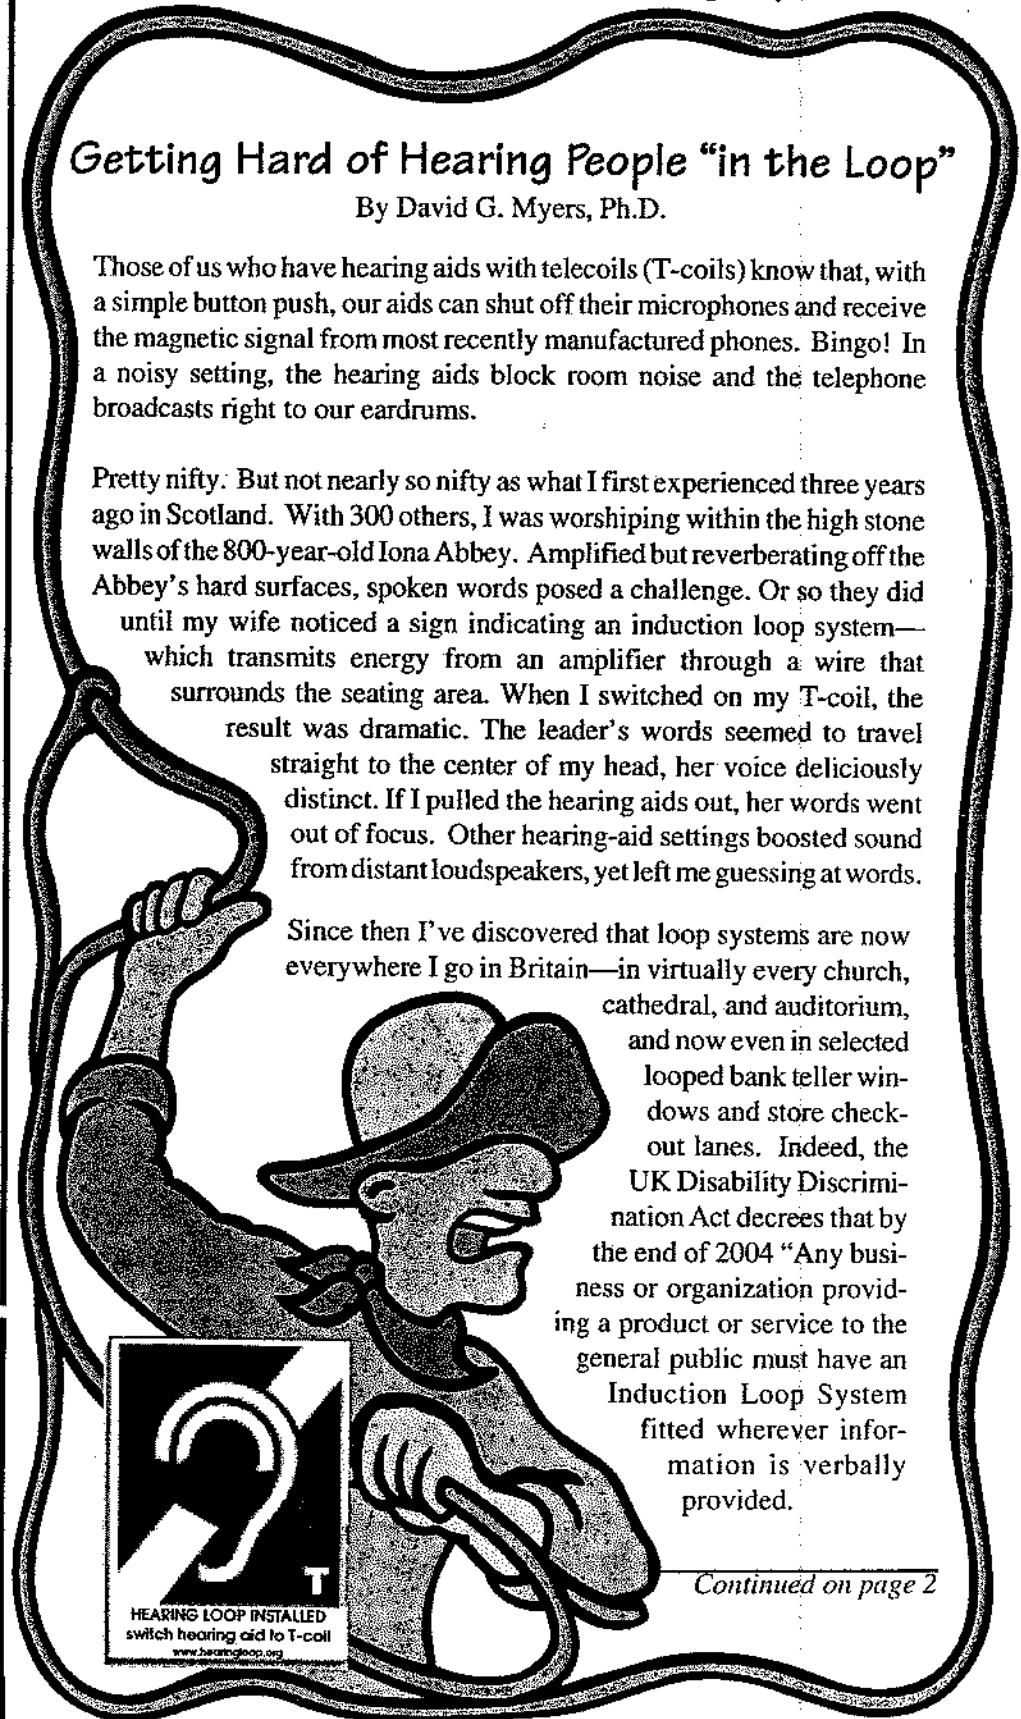 Getting Hard of Hearing People “in the Loop”
By David G. Myers, Ph.D.
Those of us who have hearing aids with telecoils (T-coils) know that, with
a simple button push, our aids can shut off their microphones and receive
the magnetic signal from most recently manufactured phones. Bingo! In
a noisy setting, the hearing aids block room noise and the telephone
broadcasts right to our eardrums.
Pretty nifty. But not nearly so nifty as what I first experienced three years
ago in Scotland. With 300 others, I was worshiping within the high stone
walls of the 800-year-old Iona Abbey. Amplified but reverberating off the
Abbey’s hard surfaces, spoken words posed a challenge. Or so they did
until my wife noticed a sign indicating an induction loop system—
which transmits energy from an amplifier through a wire that
surrounds the seating area. When I switched on my T-coil, the
result was dramatic. The leader’s words seemed to travel
straight to the center of my head, her voice deliciously
distinct. If I pulled the hearing aids out, her words went
out of focus. Other hearing-aid settings boosted sound
from distant loudspeakers, yet left me guessing at words.
Since then I’ve discovered that loop systems are now
everywhere I go in Britain—in virtually every church,
cathedral, and auditorium,
and now even in selected
looped bank teller win-
dows and store check-
out lanes. Indeed, the
UK Disability Discrimi-
nation Act decrees that by
the end of 2004 “Any busi-
ness or organization provid-
ing a product or service to the
general public must have an
Induction Loop System
fitted wherever infor-
mation is verbally
provided.
Continued on page 2
T
HEARING LOOP INSTALLED
switch hearing aid to T-coil
www.hearingloop.org